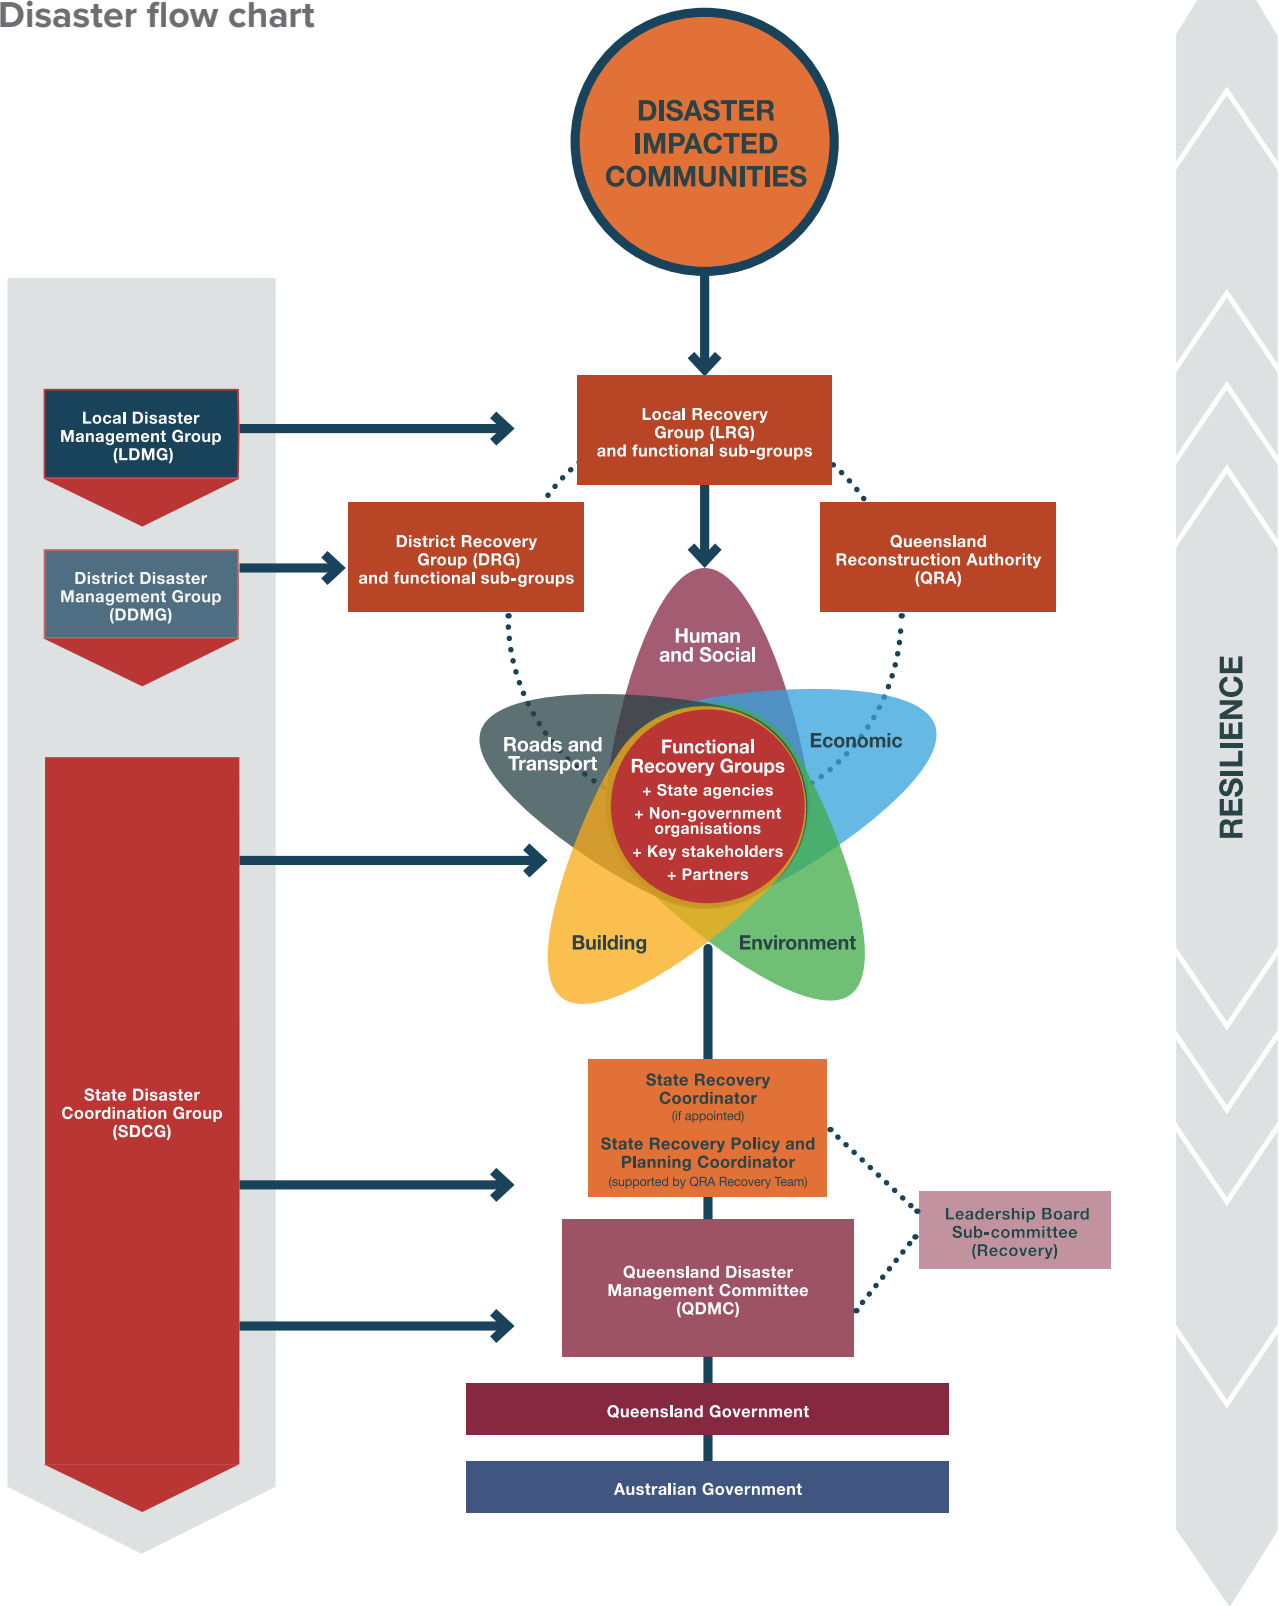 Disaster flow chart
DISASTER
IMPACTED
COMMUNITIES
Local Disaster
Management Group
(LDMG)
Local Recovery
Group (LRG)
and functional sub-groups
District Recovery
Group (DRG)
and functional sub-groups
Queensland
Reconstruction Authority
(QRA)
District Disaster
Management Group
(DDMG)
Human
and Social
Roads and
Transport
Economic
Functional
Recovery Groups
+ State agencies
+ Non-government
organisations
+ Key stakeholders
+ Partners
Building
Environment
RESILIENCE
State Disaster
Coordination Group
(SDCG)
State Recovery
Coordinator
(if appointed)
State Recovery Policy and
Planning Coordinator
(supported by QRA Recovery Team)
Leadership Board
Sub-committee
(Recovery)
Queensland Disaster
Management Committee
(QDMC)
Queensland Government
Australian Government